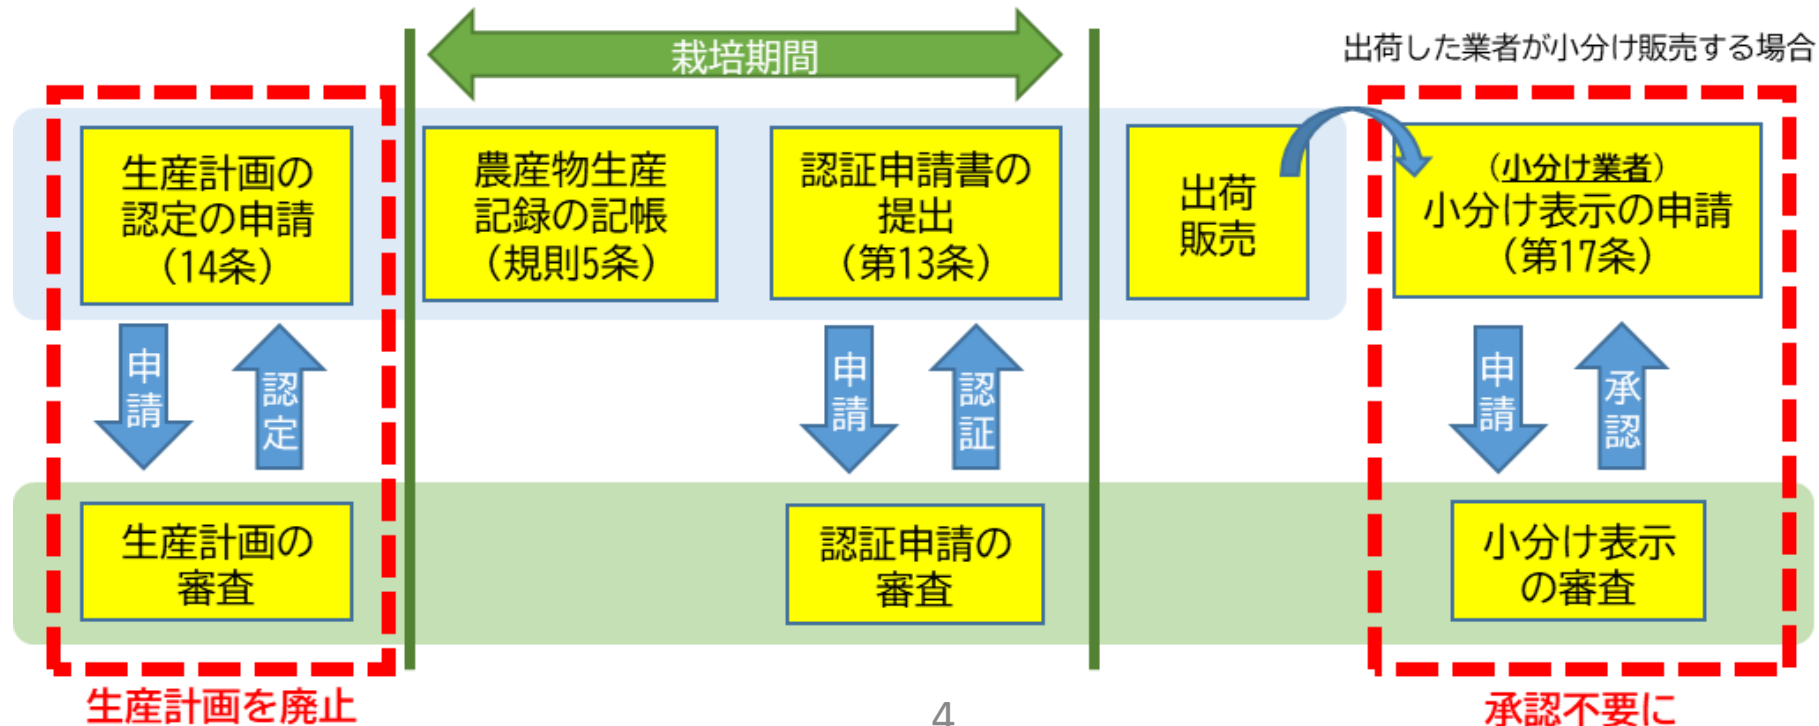 栽培期間
出荷した業者が小分け販売する場合
生産計画の
認定の申請
（14条）
農産物生産
記録の記帳
（規則5条）
認証申請書の
提出
（第13条）
出荷
販売
（小分け業者）
小分け表示の申請
（第17条）
申請
認定
申請
認証
申請
承認
生産計画の
審査
認証申請の
審査
小分け表示
の審査
生産計画を廃止
4
承認不要に